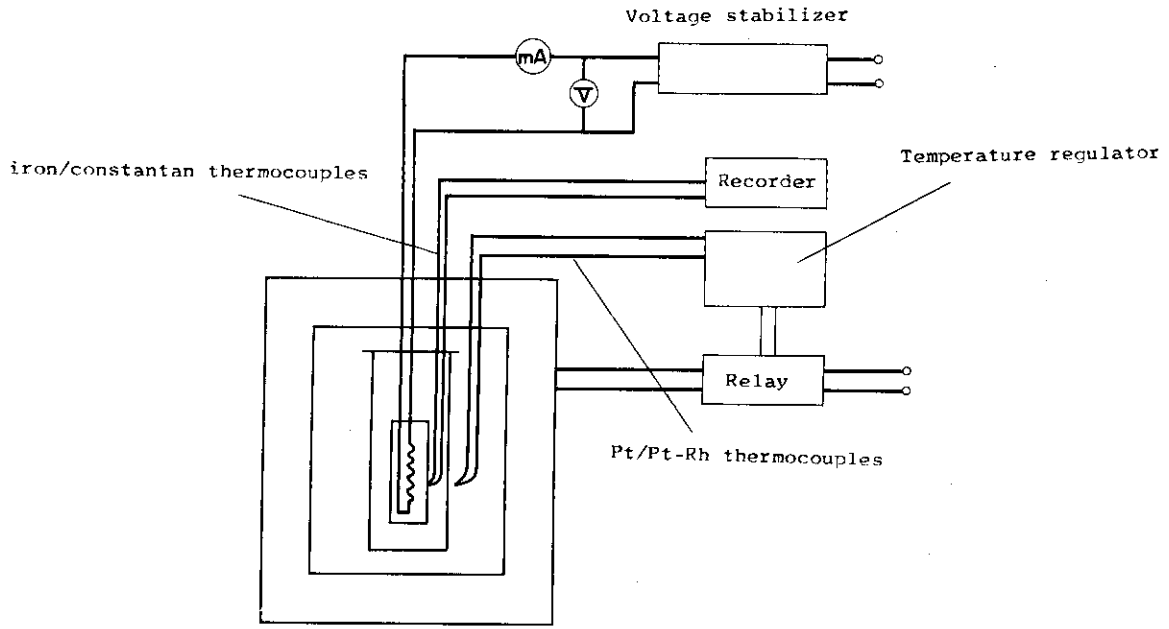 Voltage stabilizer
mA
V
iron/constantan thermocouples
Temperature regulator
Recorder
Relay
Pt/Pt-Rh thermocouples